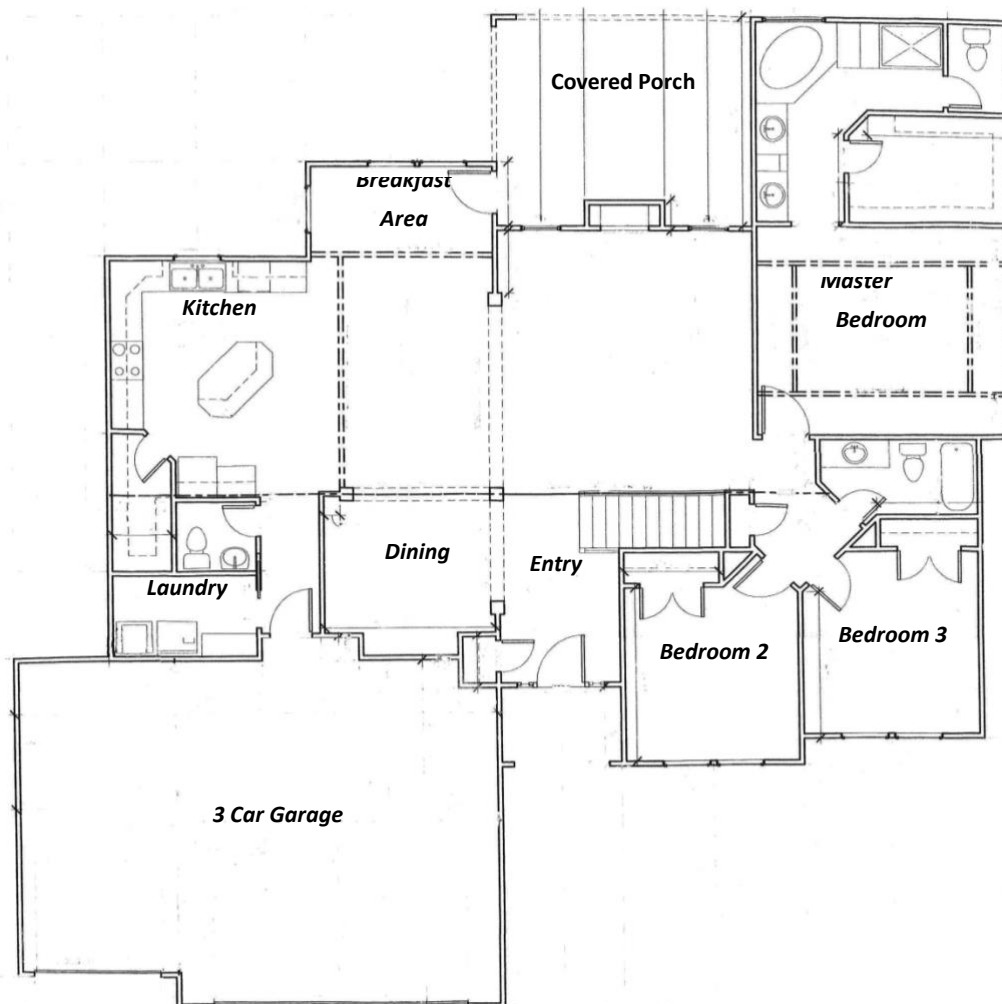 Covered Porch
Breakfast
Area
Kitchen
Master
Bedroom
Dining
Entry
Laundry
Bedroom 2
Bedroom 3
3 Car Garage